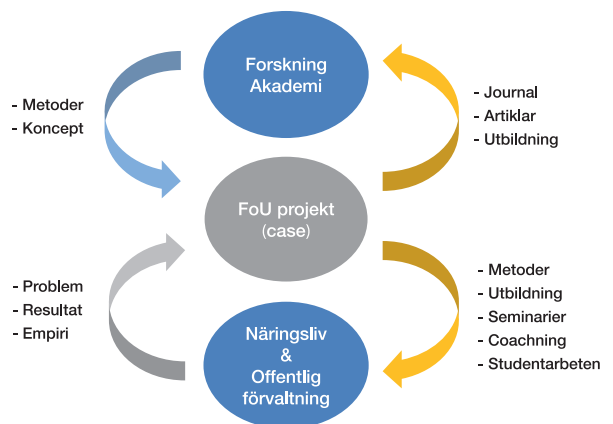 Forskning
Akademi
- Metoder
- Koncept
- Journal
- Artiklar
- Utbildning
FoU projekt
(case)
- Problem
- Resultat
- Empiri
- Metoder
- Utbildning
- Seminarier
- Coachning
- Studentarbeten
Näringsliv
&
Offentlig
förvaltning